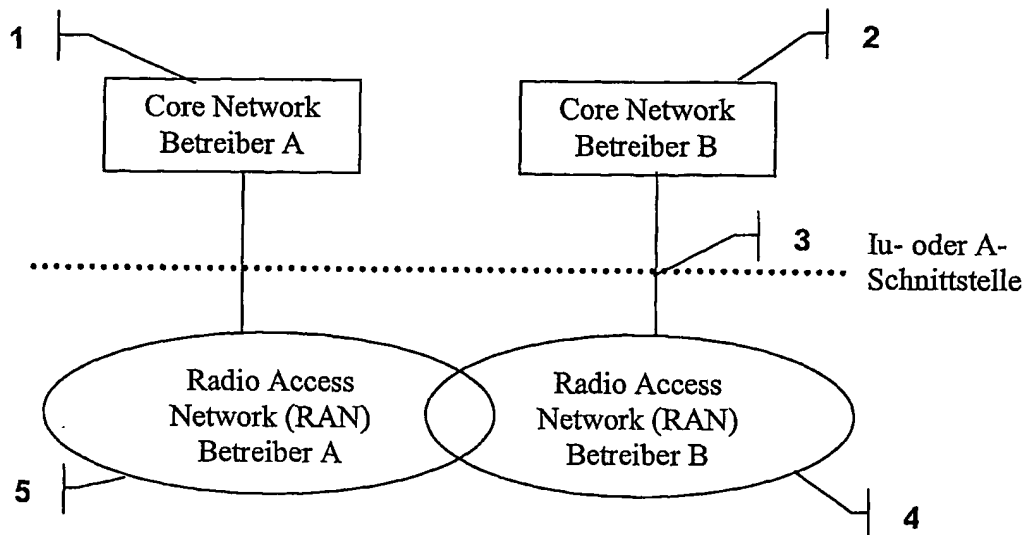 1
2
Core Network
Betreiber A
Core Network
Betreiber B
3
Iu- oder A-
Schnittstelle
Radio Access
Network (RAN)
Betreiber A
Radio Access
Network (RAN)
Betreiber B
5
4